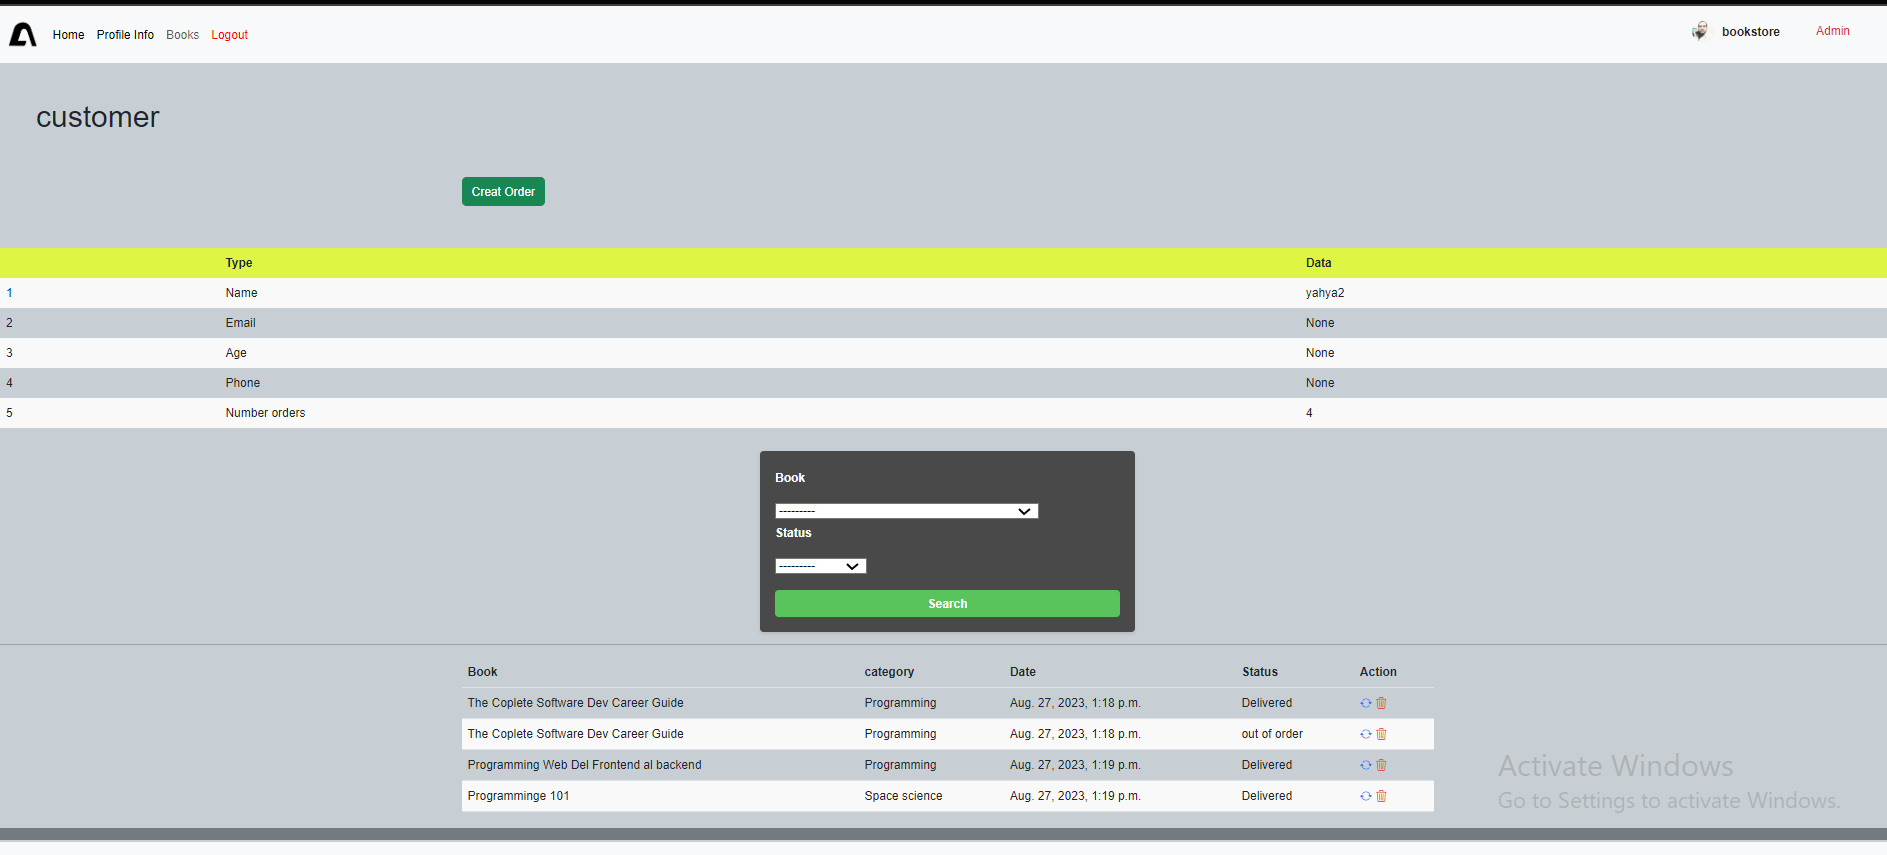 Home Profile Info Books Logout bookstore Admin
customer
Creat Order
Type Data
1 Name yahya2
2 Email None
3 Age None
4 Phone None
5 Number orders 4
Book
---------
Status
---------
Search
Book category Date Status Action
The Coplete Software Dev Career Guide Programming Aug. 27, 2023, 1:18 p.m. Delivered
The Coplete Software Dev Career Guide Programming Aug. 27, 2023, 1:18 p.m. out of order
Programming Web Del Frontend al backend Programming Aug. 27, 2023, 1:19 p.m. Delivered
Programminge 101 Space science Aug. 27, 2023, 1:19 p.m. Delivered
Activate Windows
Go to Settings to activate Windows.